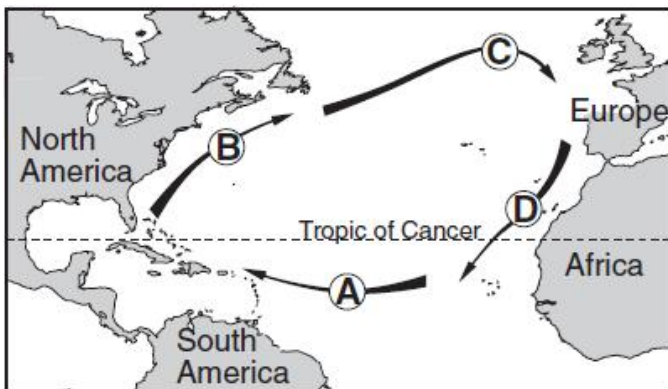 C
Europe
North
America
B
D
Tropic of Cancer
Africa
A
South
America